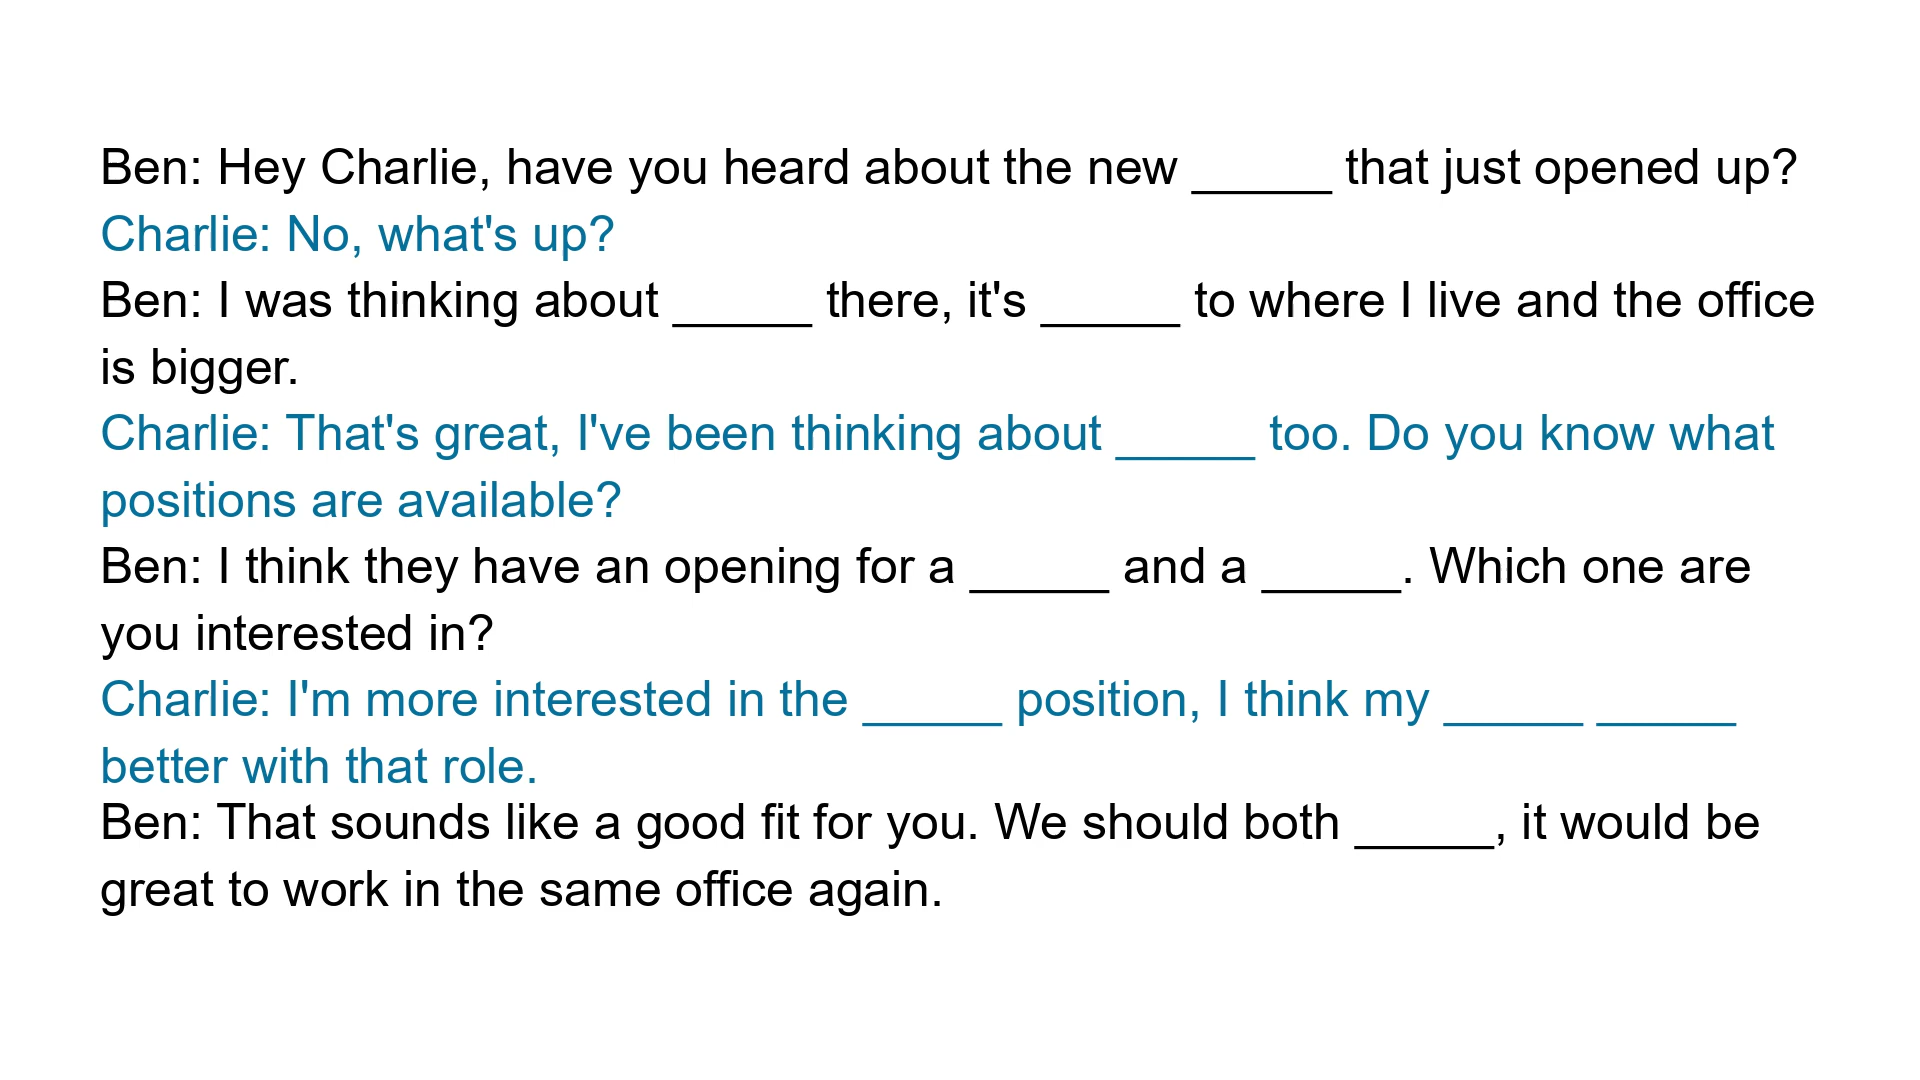 Ben: Hey Charlie, have you heard about the new _____ that just opened up?
Charlie: No, what's up?
Ben: I was thinking about _____ there, it's _____ to where I live and the office
is bigger.
Charlie: That's great, I've been thinking about _____ too. Do you know what
positions are available?
Ben: I think they have an opening for a _____ and a _____. Which one are
you interested in?
Charlie: I'm more interested in the _____ position, I think my _____ _____
better with that role.
Ben: That sounds like a good fit for you. We should both _____, it would be
great to work in the same office again.